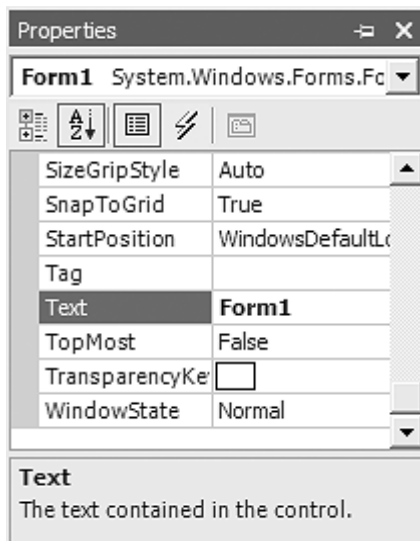 Properties
Form1 System.Windows.Forms.Fo
SizeGripStyle Auto
SnapToGrid True
StartPosition WindowsDefaultLo
Tag
Text Form1
TopMost False
TransparencyKey
WindowState Normal
Text
The text contained in the control.